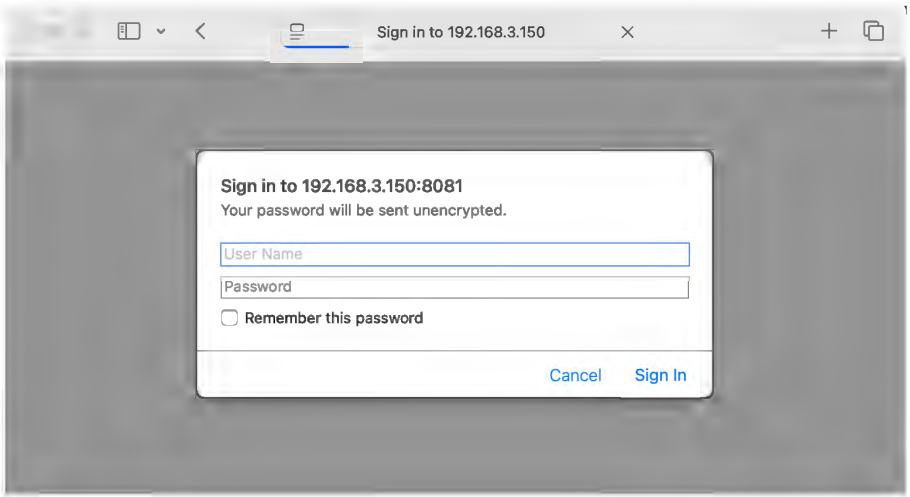 Sign in to 192.168.3.150
Sign in to 192.168.3.150:8081
Your password will be sent unencrypted.
User Name
Password
Remember this password
Cancel Sign In